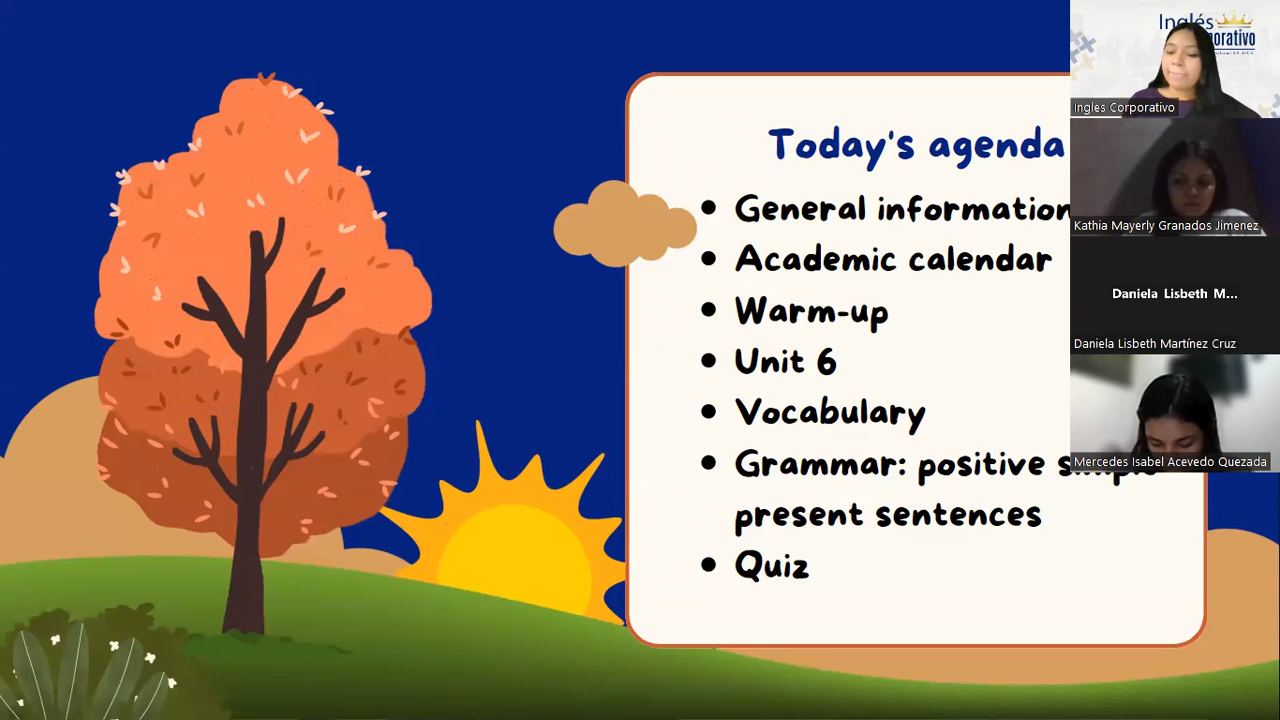 Today's agenda
General information
Academic calendar
Warm-up
Unit 6
Vocabulary
Grammar: positive simple
present sentences
Quiz
Inglés
Ingles Corporativo
Kathia Mayerly Granados Jimenez
Daniela Lisbeth M...
Daniela Lisbeth Martínez Cruz
Mercedes Isabel Acevedo Quezada